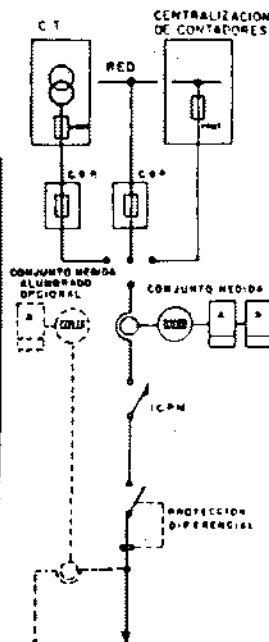 C T
CENTRALIZACION
DE CONTADORES
RED
C G P
C G P
CONJUNTO MEDIDA
ALUMBRADO
OPCIONAL
CONJUNTO MEDIDA
A
ICPM
PROTECCION
DIFERENCIAL